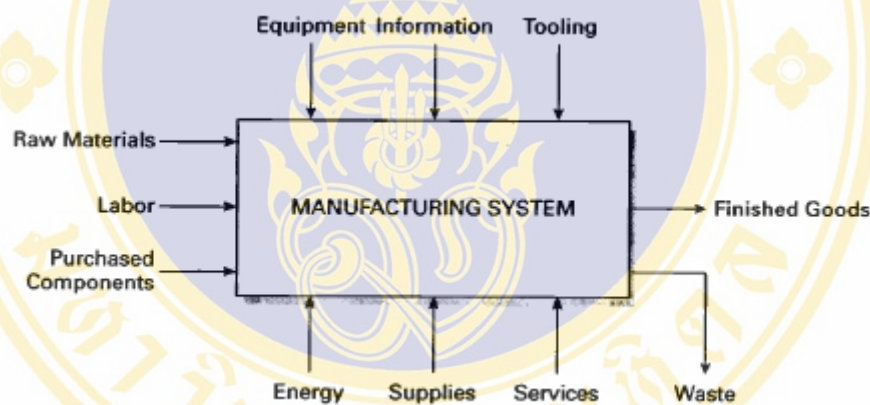 Equipment Information Tooling
Raw Materials
Labor
MANUFACTURING SYSTEM
Finished Goods
Purchased
Components
Energy Supplies Services Waste